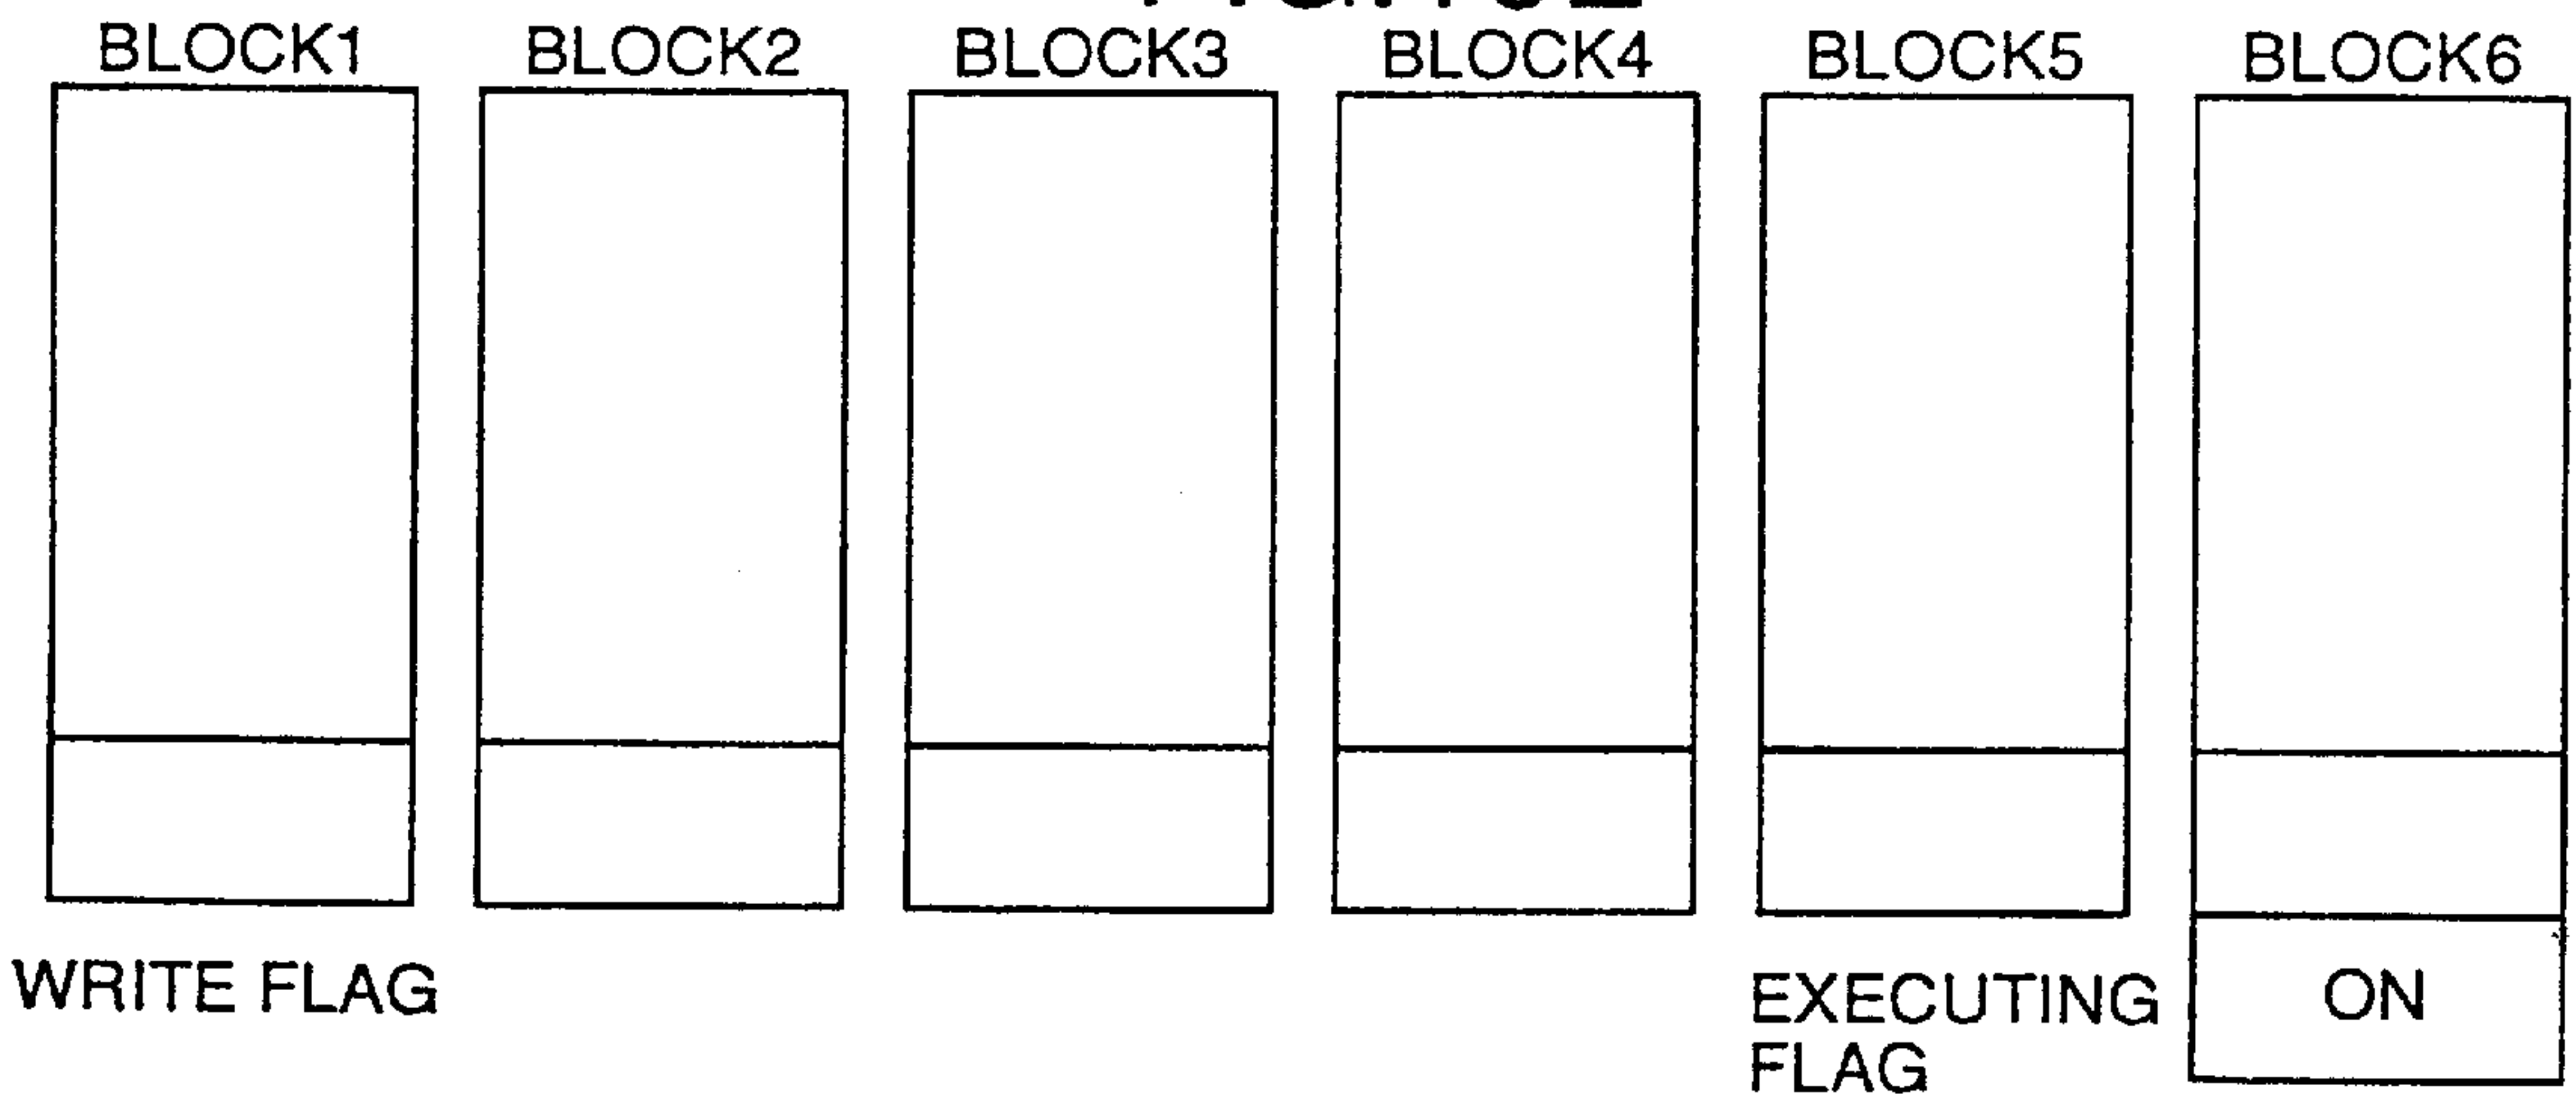 BLOCK1 BLOCK2 BLOCK3 BLOCK4 BLOCK5 BLOCK6
WRITE FLAG
EXECUTING
FLAG
ON